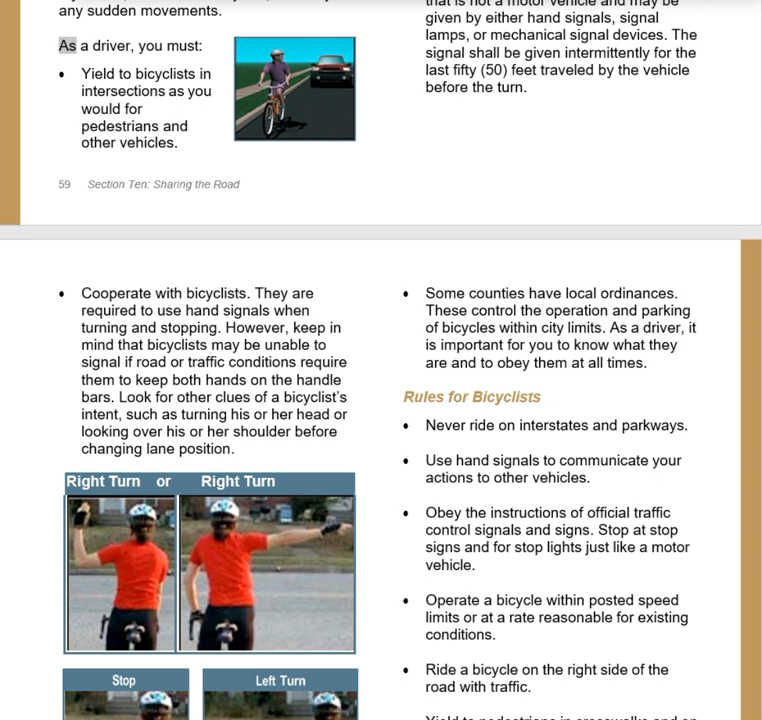 any sudden movements.
As a driver, you must:
• Yield to bicyclists in
intersections as you
would for
pedestrians and
other vehicles.
that is not a motor vehicle and may be
given by either hand signals, signal
lamps, or mechanical signal devices. The
signal shall be given intermittently for the
last fifty (50) feet traveled by the vehicle
before the turn.
59 Section Ten: Sharing the Road
• Cooperate with bicyclists. They are
required to use hand signals when
turning and stopping. However, keep in
mind that bicyclists may be unable to
signal if road or traffic conditions require
them to keep both hands on the handle
bars. Look for other clues of a bicyclist's
intent, such as turning his or her head or
looking over his or her shoulder before
changing lane position.
Right Turn or Right Turn
Stop
Left Turn
• Some counties have local ordinances.
These control the operation and parking
of bicycles within city limits. As a driver, it
is important for you to know what they
are and to obey them at all times.
Rules for Bicyclists
• Never ride on interstates and parkways.
• Use hand signals to communicate your
actions to other vehicles.
• Obey the instructions of official traffic
control signals and signs. Stop at stop
signs and for stop lights just like a motor
vehicle.
• Operate a bicycle within posted speed
limits or at a rate reasonable for existing
conditions.
• Ride a bicycle on the right side of the
road with traffic.
Yield to pedestrians in crosswalks and on